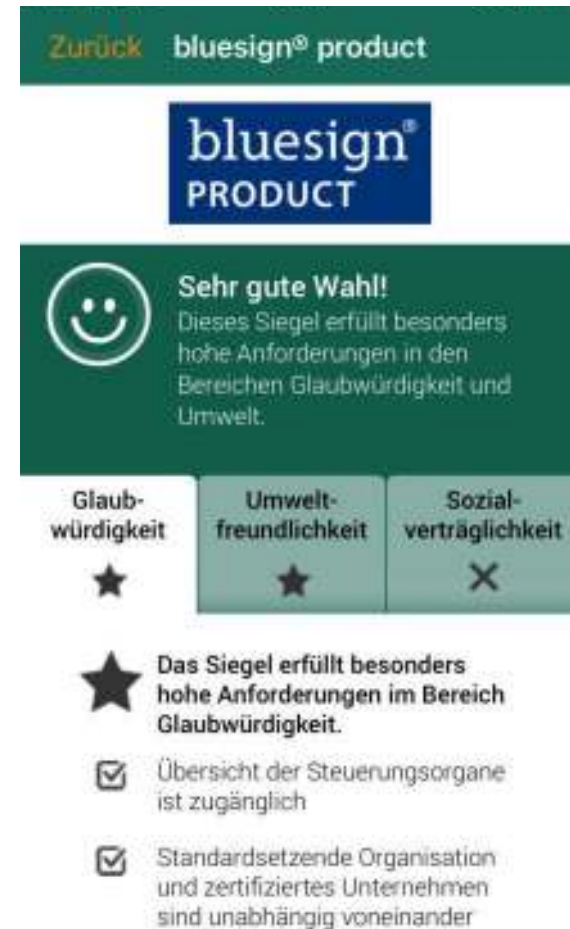 Zurück bluesign® product
bluesign®
PRODUCT
Sehr gute Wahl!
Dieses Siegel erfüllt besonders
hohe Anforderungen in den
Bereichen Glaubwürdigkeit und
Umwelt.
Glaub-
würdigkeit
Umwelt-
freundlichkeit
Sozial-
verträglichkeit
Das Siegel erfüllt besonders
hohe Anforderungen im Bereich
Glaubwürdigkeit.
Übersicht der Steuerungsorgane
ist zugänglich
Standardsetzende Organisation
und zertifiziertes Unternehmen
sind unabhängig voneinander